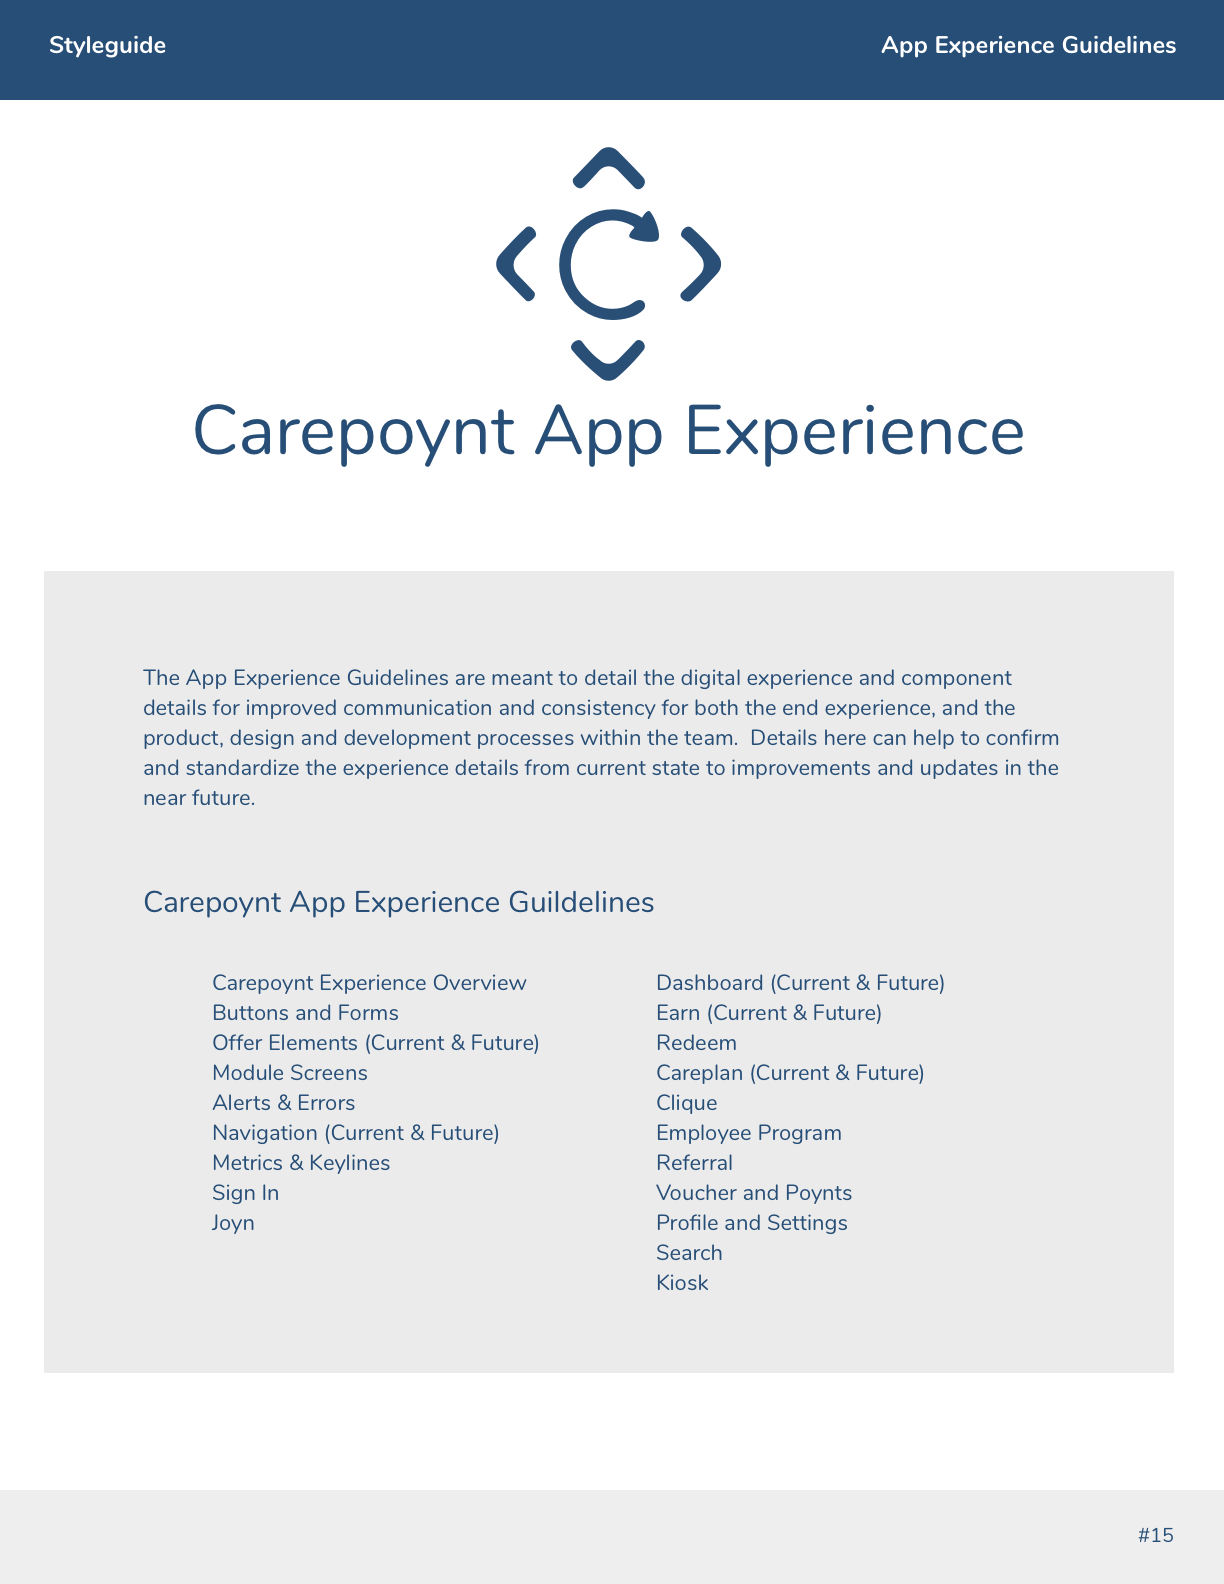 Styleguide
App Experience Guidelines
Carepoynt App Experience
The App Experience Guidelines are meant to detail the digital experience and component
details for improved communication and consistency for both the end experience, and the
product, design and development processes within the team.  Details here can help to confirm
and standardize the experience details from current state to improvements and updates in the
near future.
Carepoynt App Experience Guildelines
Carepoynt Experience Overview
Buttons and Forms
Offer Elements (Current & Future)
Module Screens
Alerts & Errors
Navigation (Current & Future)
Metrics & Keylines
Sign In
Joyn
Dashboard (Current & Future)
Earn (Current & Future)
Redeem
Careplan (Current & Future)
Clique
Employee Program
Referral
Voucher and Poynts
Profile and Settings
Search
Kiosk
#15